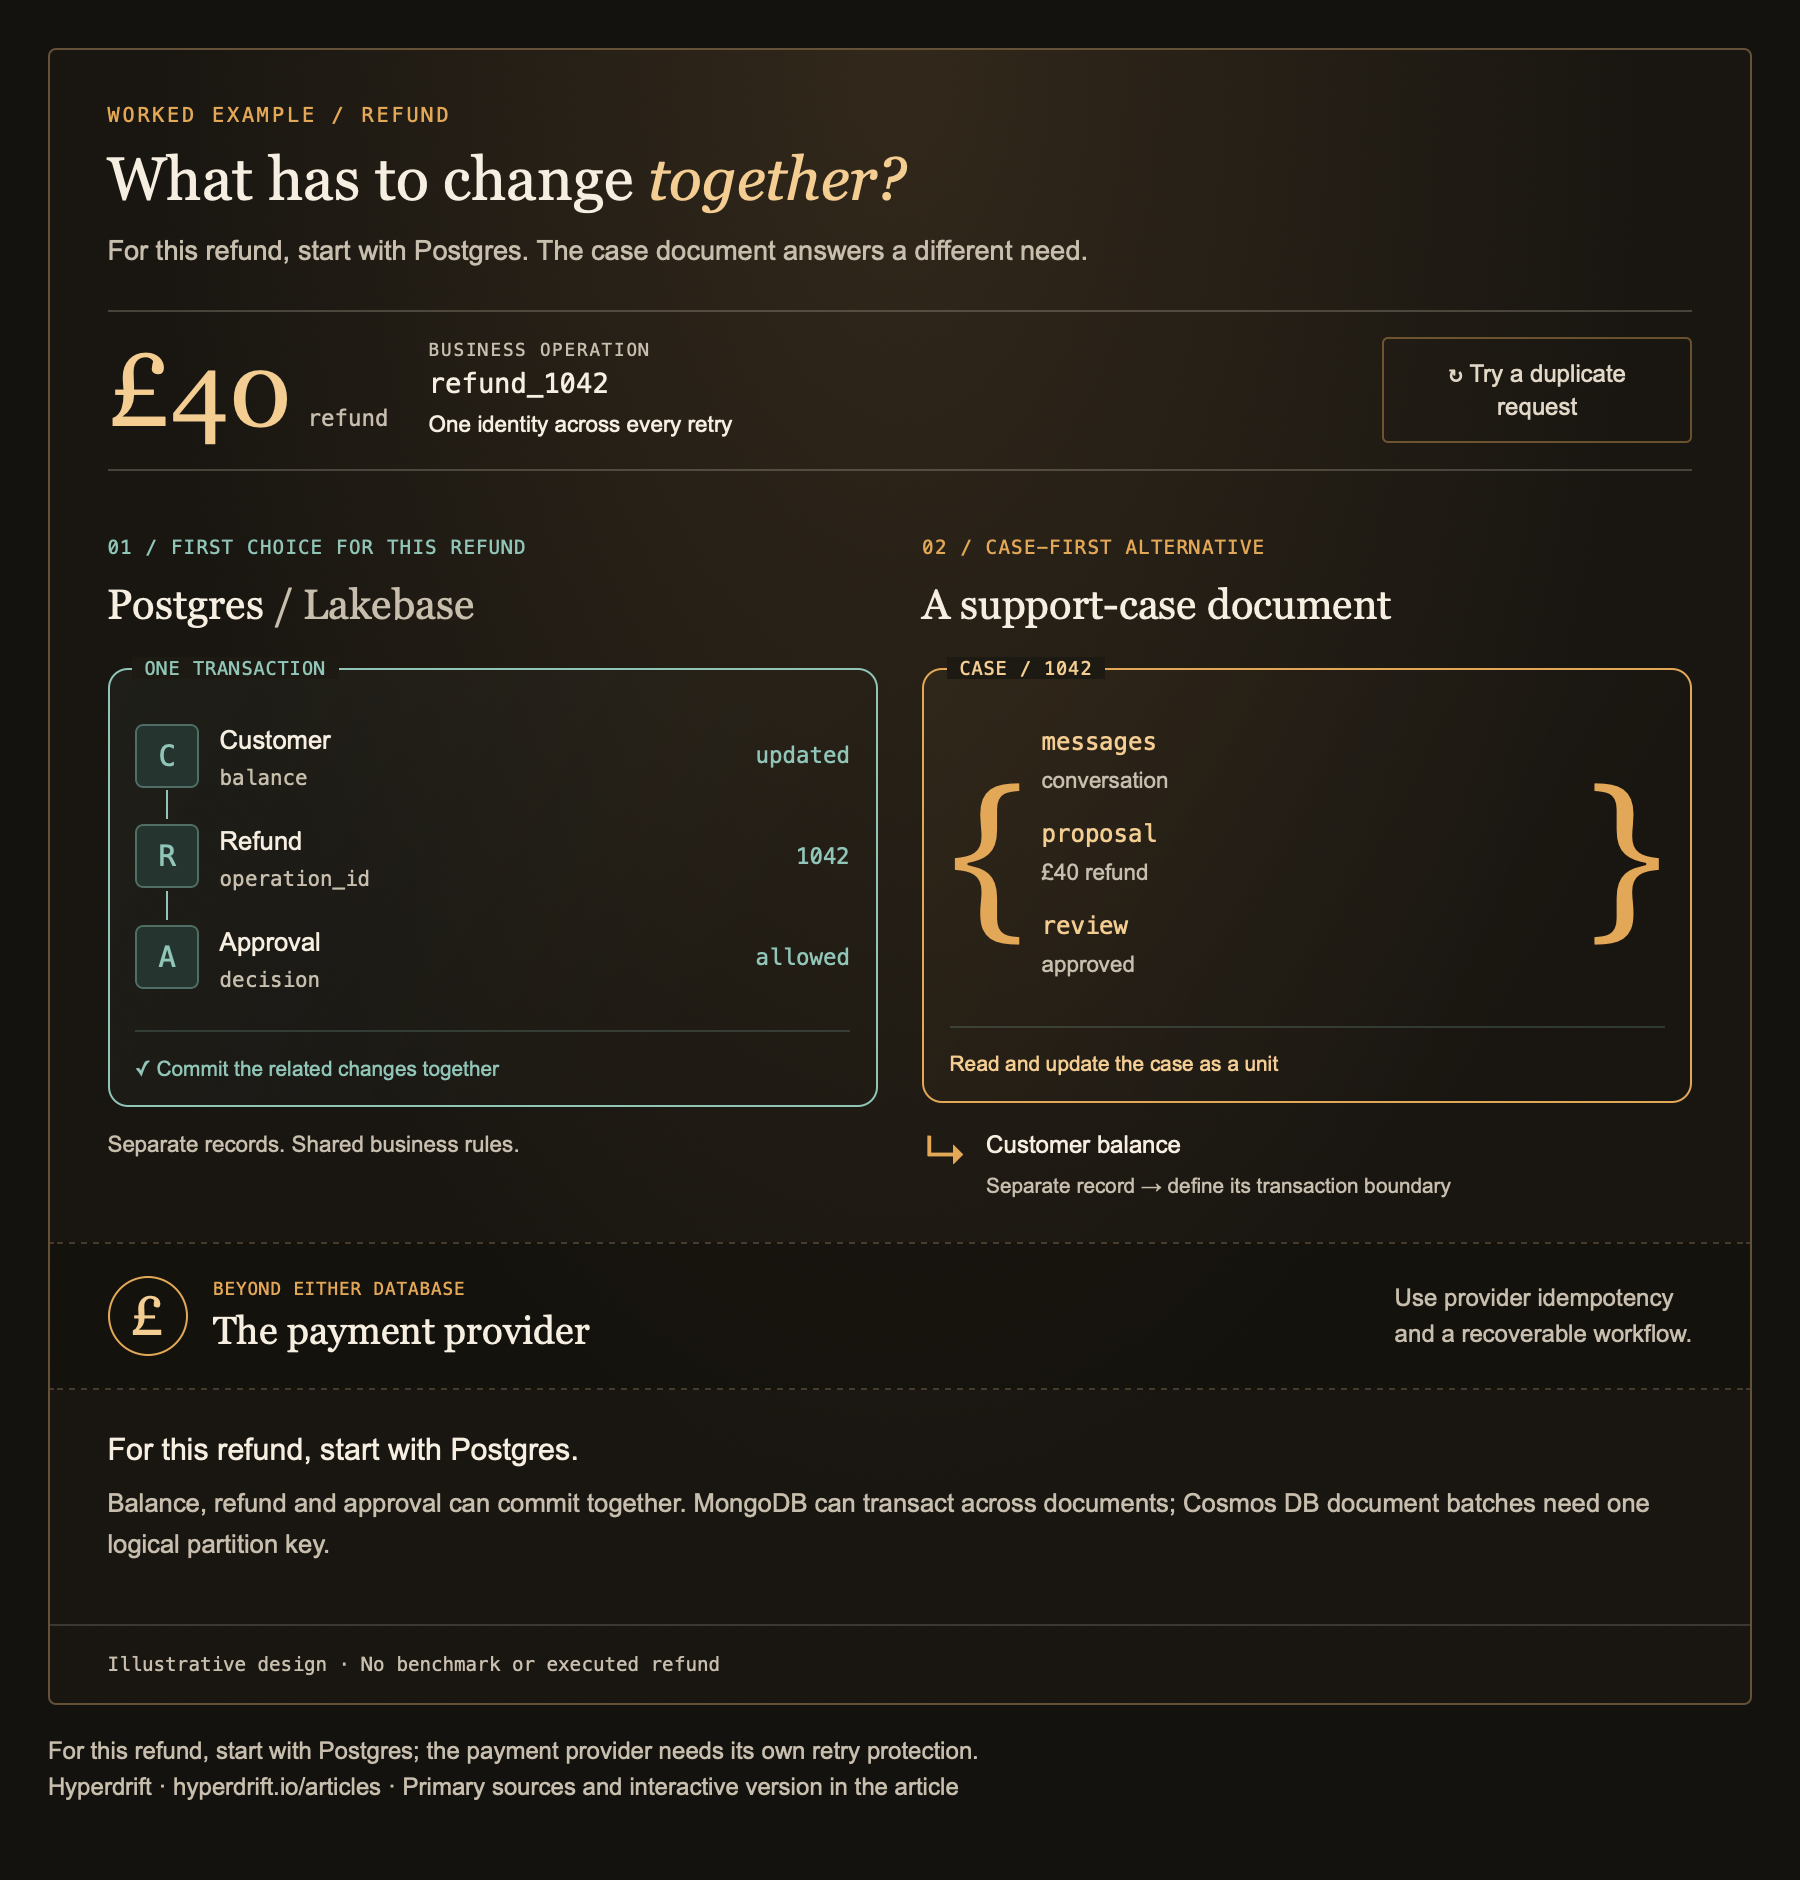 WORKED EXAMPLE / REFUND
What has to change together?
For this refund, start with Postgres. The case document answers a different need.
£40 refund
BUSINESS OPERATION
refund_1042
One identity across every retry
↻ Try a duplicate
request
01 / FIRST CHOICE FOR THIS REFUND
Postgres / Lakebase
ONE TRANSACTION
C
Customer
balance
updated
R
Refund
operation_id
1042
A
Approval
decision
allowed
✓ Commit the related changes together
Separate records. Shared business rules.
02 / CASE-FIRST ALTERNATIVE
A support-case document
CASE / 1042
{
messages
conversation
proposal
£40 refund
review
approved
}
Read and update the case as a unit
Customer balance
Separate record → define its transaction boundary
£
BEYOND EITHER DATABASE
The payment provider
Use provider idempotency
and a recoverable workflow.
For this refund, start with Postgres.
Balance, refund and approval can commit together. MongoDB can transact across documents; Cosmos DB document batches need one
logical partition key.
Illustrative design · No benchmark or executed refund
For this refund, start with Postgres; the payment provider needs its own retry protection.
Hyperdrift · hyperdrift.io/articles · Primary sources and interactive version in the article